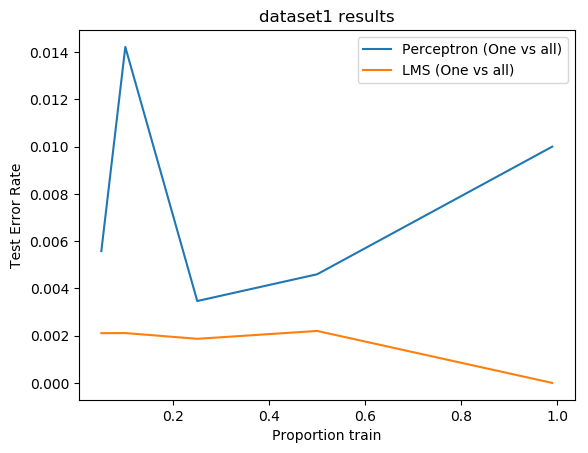 dataset1 results
Perceptron (One vs all)
LMS (One vs all)
Test Error Rate
0.014
0.012
0.010
0.008
0.006
0.004
0.002
0.000
0.2
0.4
0.6
0.8
1.0
Proportion train